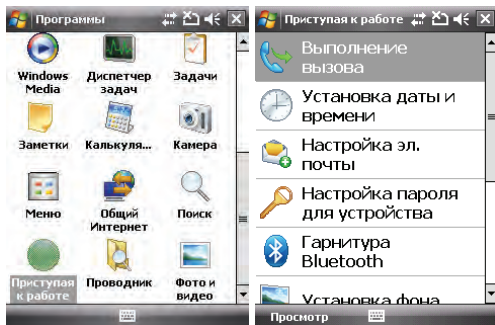 Программы
Windows Media
Диспетчер задач
Задачи
Заметки
Калькуля...
Камера
Меню
Общий Интернет
Поиск
Приступая к работе
Проводник
Фото и видео
Приступая к работе
Выполнение
вызова
Установка даты и
времени
Настройка эл.
почты
Настройка пароля
для устройства
Гарнитура
Bluetooth
Установка фона
Просмотр